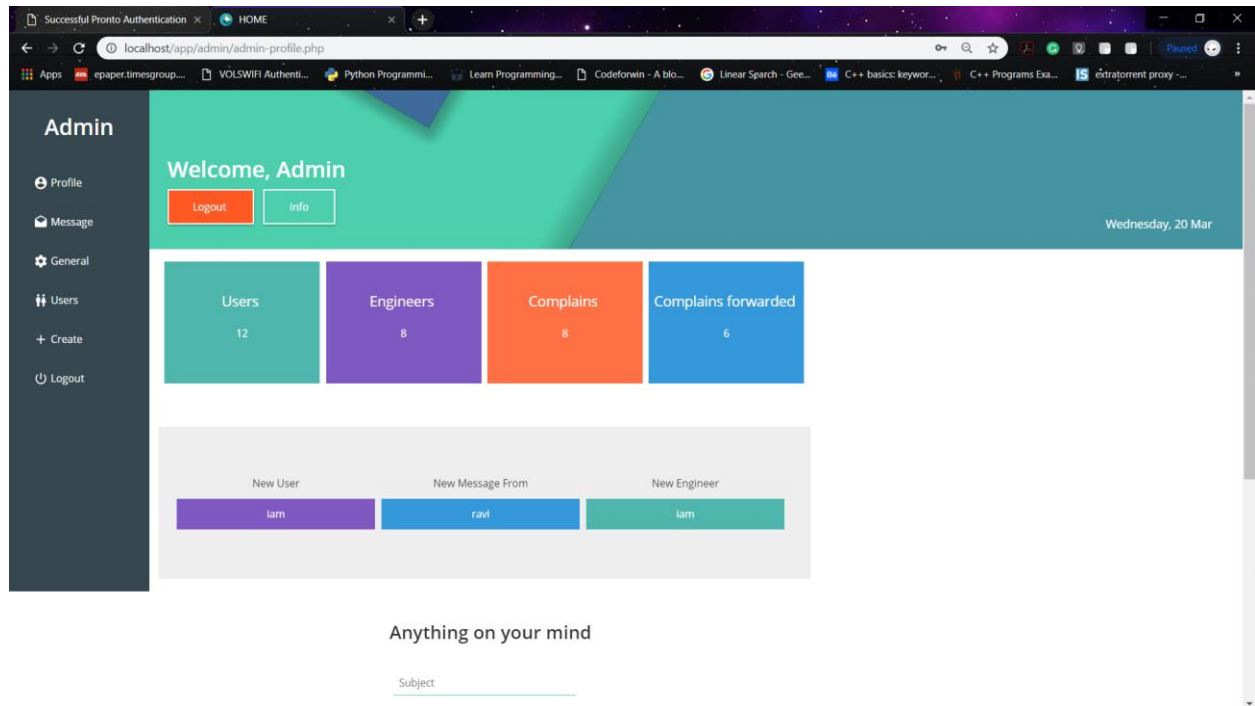 Successful Pronto Authentication
HOME
localhost/app/admin/admin-profile.php
Paused
Apps
epaper.timesgroup....
VOLSWIFI Authenti...
Python Programmi...
Learn Programming...
Codeforwin - A blo...
Linear Search - Gee...
C++ basics: keywor...
C++ Programs Exa...
extratorrent proxy -...
Admin
Profile
Message
General
Users
Create
Logout
Welcome, Admin
Logout
Info
Wednesday, 20 Mar
Users
12
Engineers
8
Complains
8
Complains forwarded
6
New User
New Message From
New Engineer
iam
ravi
iam
Anything on your mind
Subject